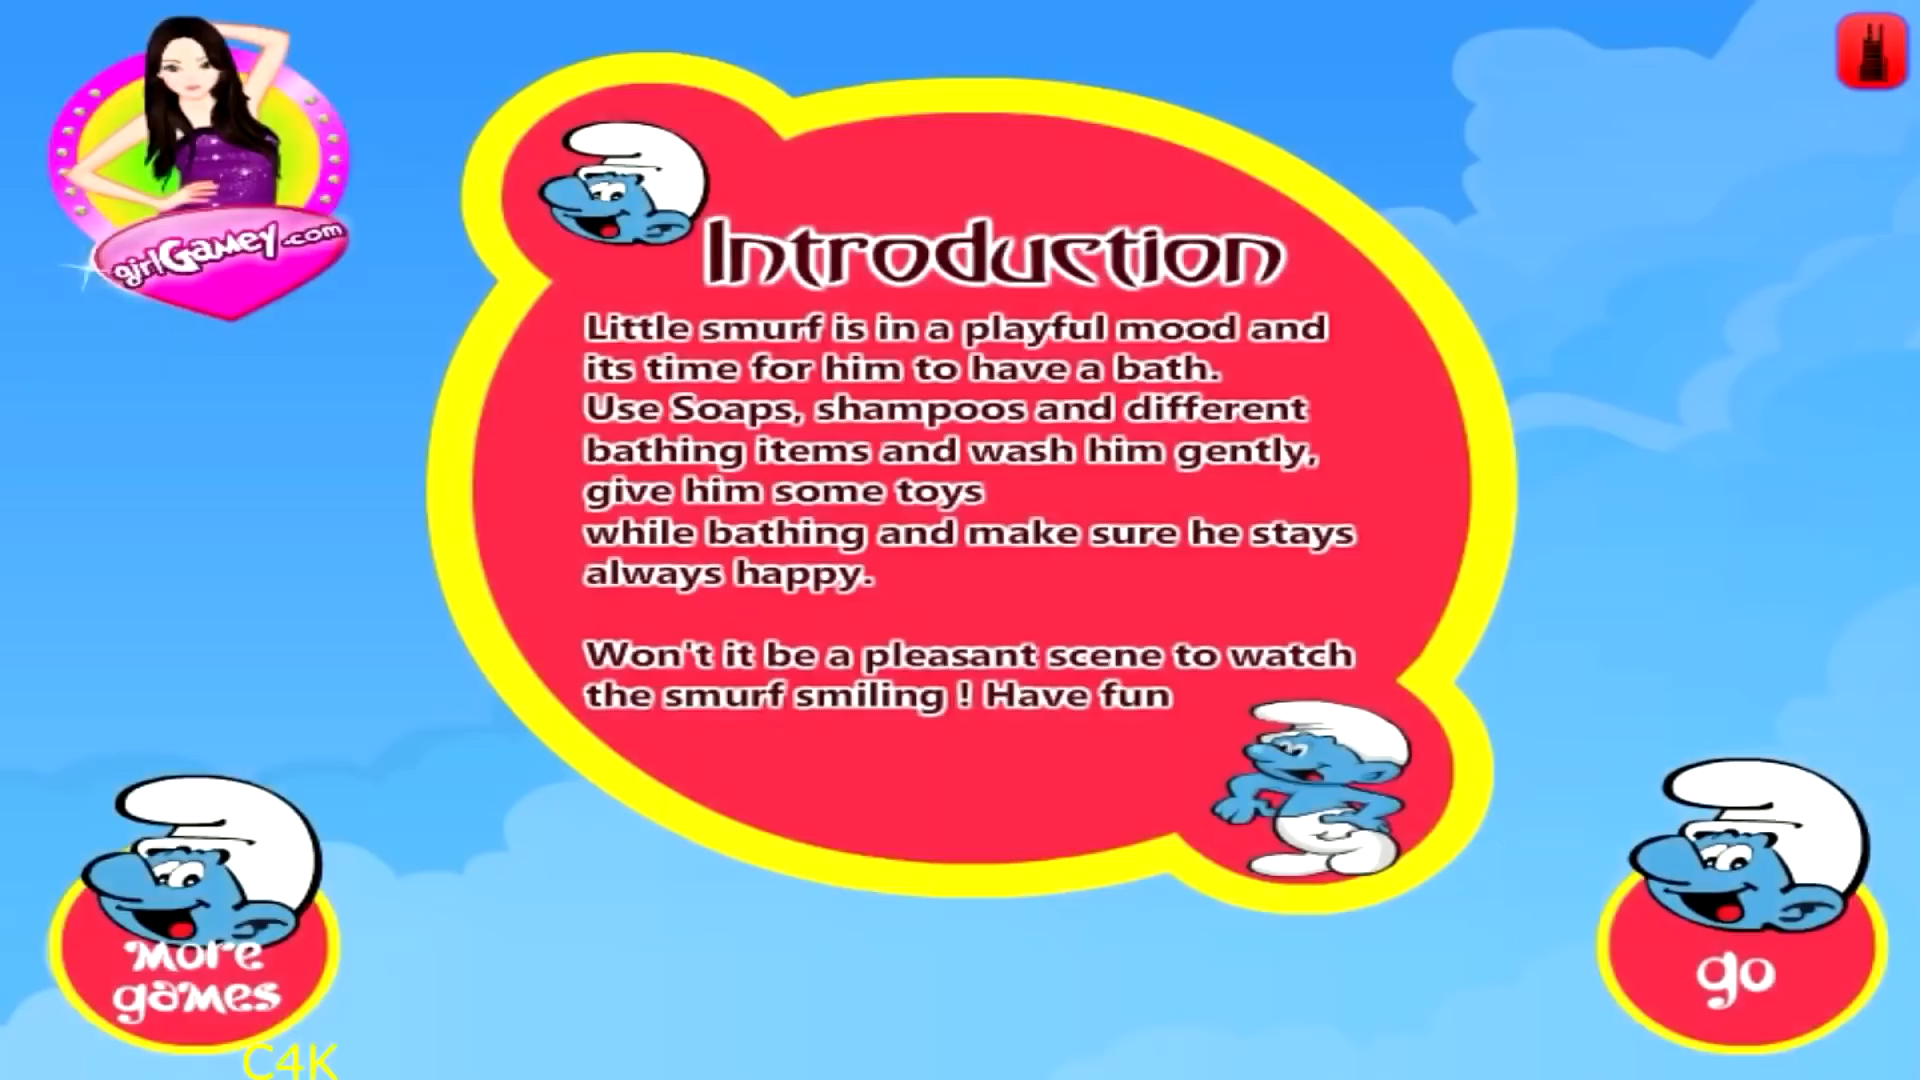 girlGamey.com
Introduction
Little smurf is in a playful mood and
its time for him to have a bath.
Use Soaps, shampoos and different
bathing items and wash him gently,
give him some toys
while bathing and make sure he stays
always happy.
Won't it be a pleasant scene to watch
the smurf smiling ! Have fun
More
games
go
C4K